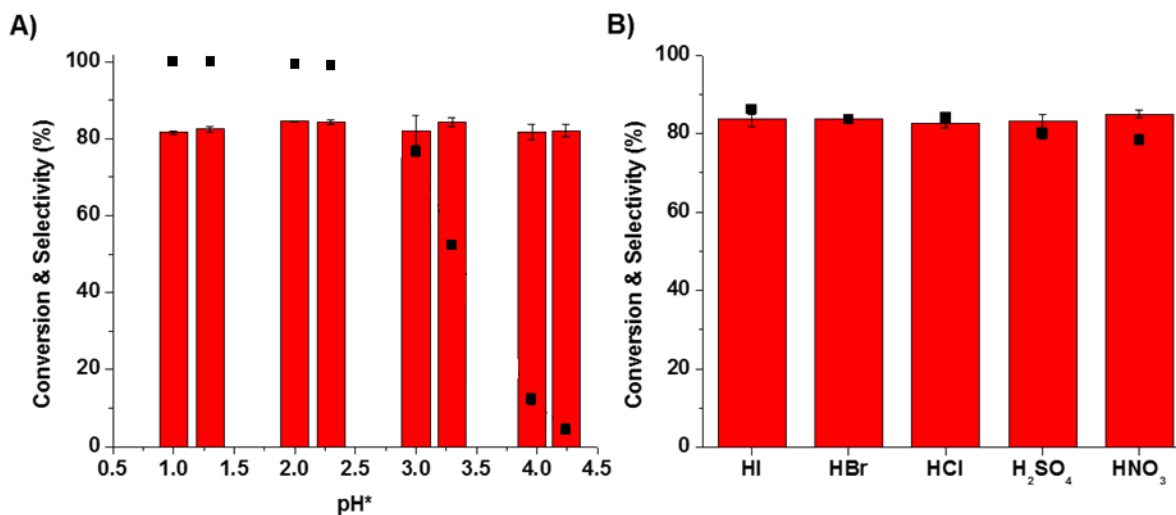 A)
Conversion & Selectivity (%)
100
80
60
40
20
0
0.5 1.0 1.5 2.0 2.5 3.0 3.5 4.0 4.5
pH*
B)
Conversion & Selectivity (%)
100
80
60
40
20
0
HI HBr HCl H₂SO₄ HNO₃